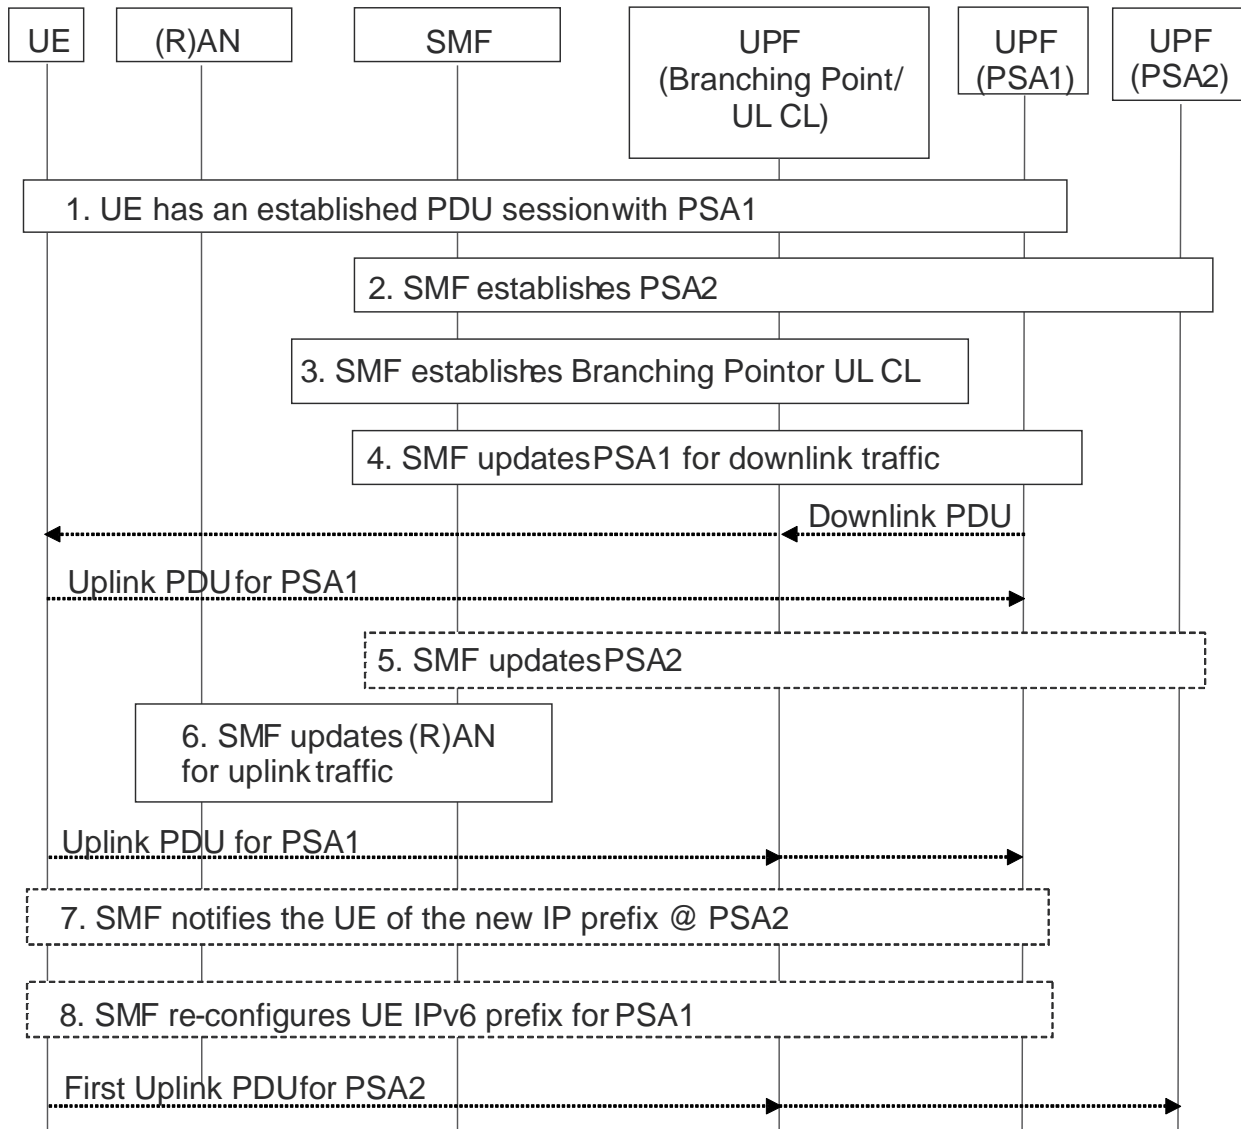 UE
(R)AN
SMF
UPF
(Branching Point/
UL CL)
UPF
(PSA1)
UPF
(PSA2)
1. UE has an established PDU session with PSA1
2. SMF establishes PSA2
3. SMF establishes Branching Point or UL CL
4. SMF updates PSA1 for downlink traffic
Downlink PDU
Uplink PDU for PSA1
5. SMF updates PSA2
6. SMF updates (R)AN
for uplink traffic
Uplink PDU for PSA1
7. SMF notifies the UE of the new IP prefix @ PSA2
8. SMF re-configures UE IPv6 prefix for PSA1
First Uplink PDU for PSA2